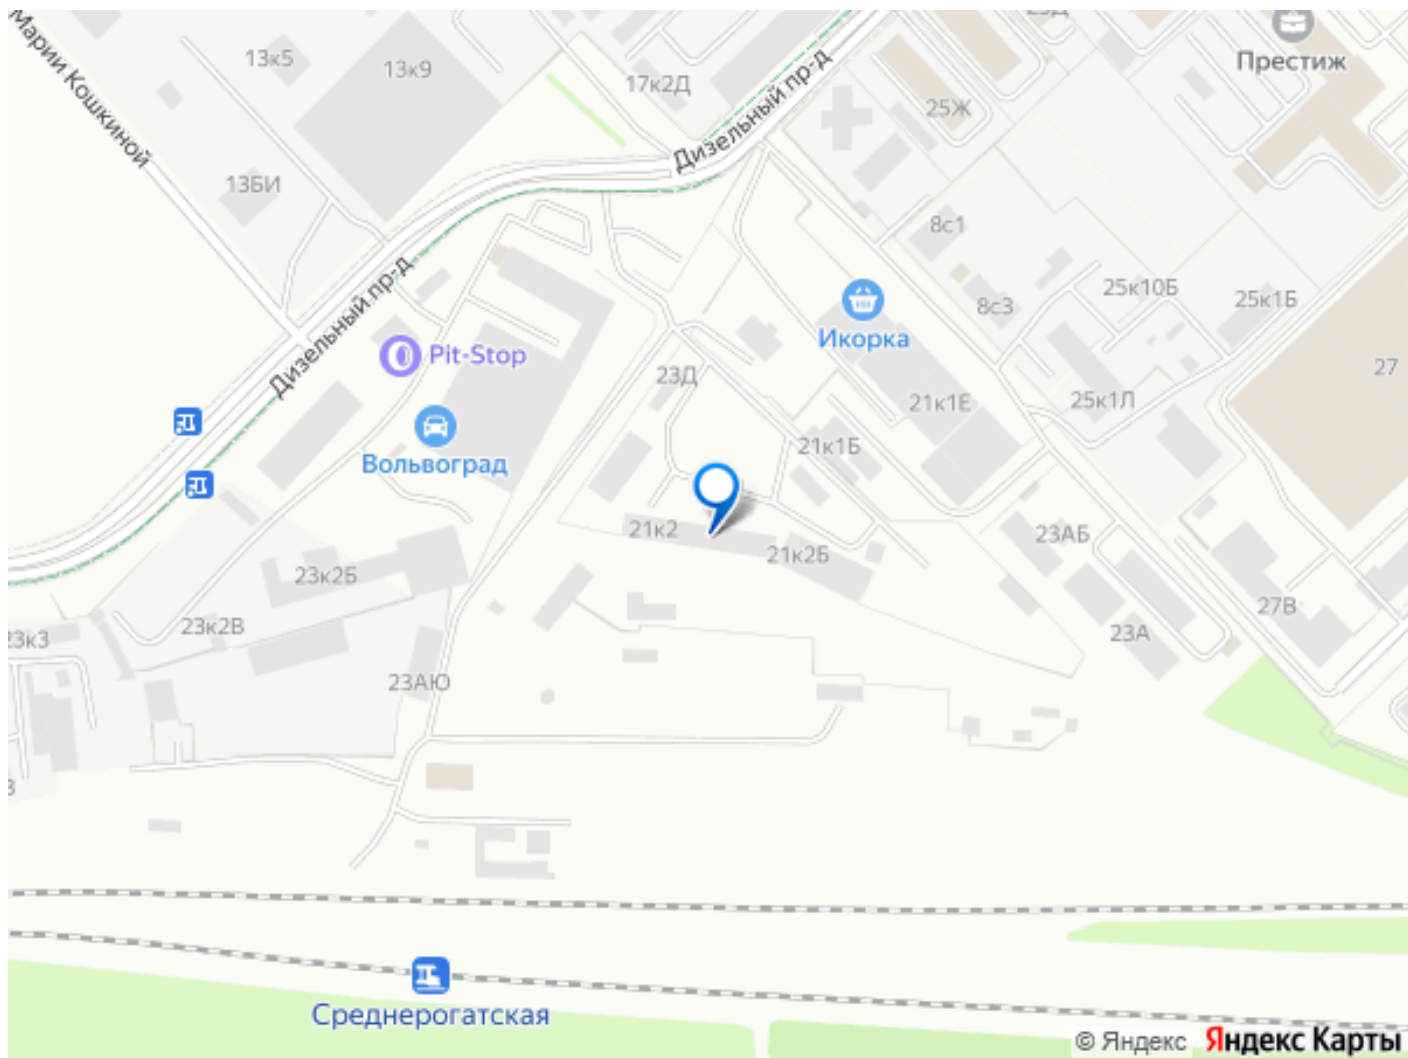 Марии Кошкиной
13к5
13к9
17к2Д
Дизельный пр-д
25Ж
Престиж
13БИ
8с1
8с3
25к10Б
25к1Б
Икорка
Дизельный пр-д
Pit-Stop
23Д
27
21к1Е
25к1Л
Вольвоград
21к1Б
21к2
21к2Б
23АБ
23к2Б
27В
23к3
23к2В
23А
23АЮ
Среднерогатская
© Яндекс Яндекс Карты